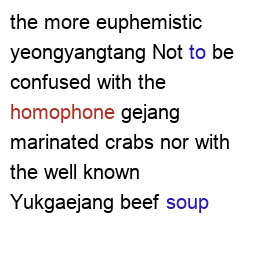 the more euphemistic
yeongyangtang Not to be
confused with the
homophone gejang
marinated crabs nor with
the well known
Yukgaejang beef soup